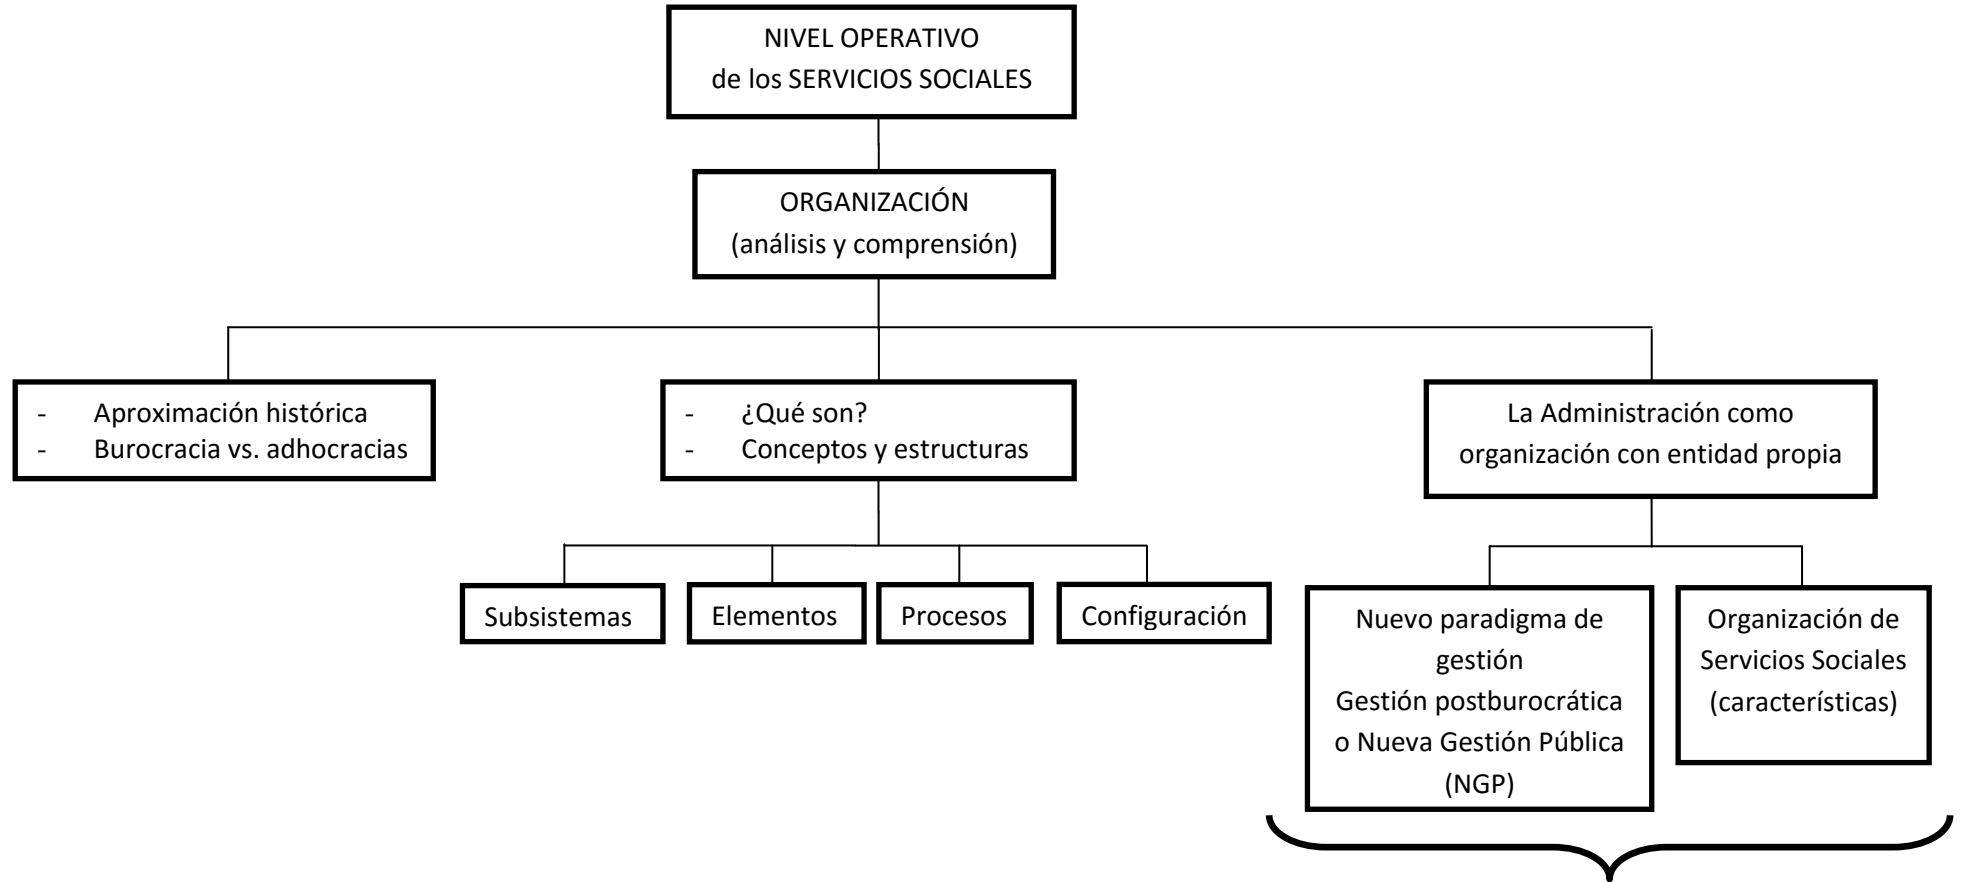 NIVEL OPERATIVO
de los SERVICIOS SOCIALES
ORGANIZACIÓN
(análisis y comprensión)
- Aproximación histórica
- Burocracia vs. adhocracias
- ¿Qué son?
- Conceptos y estructuras
La Administración como
organización con entidad propia
Subsistemas
Elementos
Procesos
Configuración
Nuevo paradigma de
gestión
Gestión postburocrática
o Nueva Gestión Pública
(NGP)
Organización de
Servicios Sociales
(características)